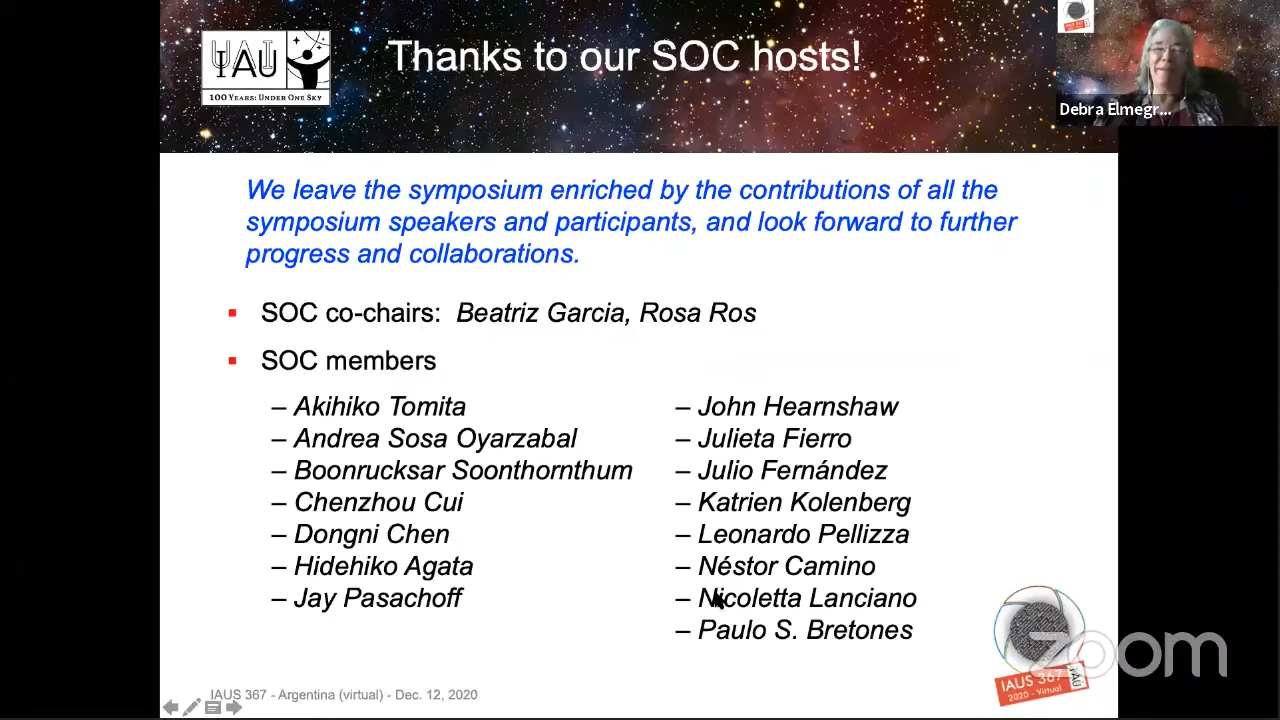 IAU
100 Years: Under One Sky
Thanks to our SOC hosts!
Debra Elmegr...
We leave the symposium enriched by the contributions of all the
symposium speakers and participants, and look forward to further
progress and collaborations.
▪ SOC co-chairs: Beatriz Garcia, Rosa Ros
▪ SOC members
– Akihiko Tomita
– Andrea Sosa Oyarzabal
– Boonrucksar Soonthornthum
– Chenzhou Cui
– Dongni Chen
– Hidehiko Agata
– Jay Pasachoff
– John Hearnshaw
– Julieta Fierro
– Julio Fernández
– Katrien Kolenberg
– Leonardo Pellizza
– Néstor Camino
– Nicoletta Lanciano
– Paulo S. Bretones
IAUS 367 - Argentina (virtual) - Dec. 12, 2020
zoom
IAUS 367
2020 - Virtual
IAU